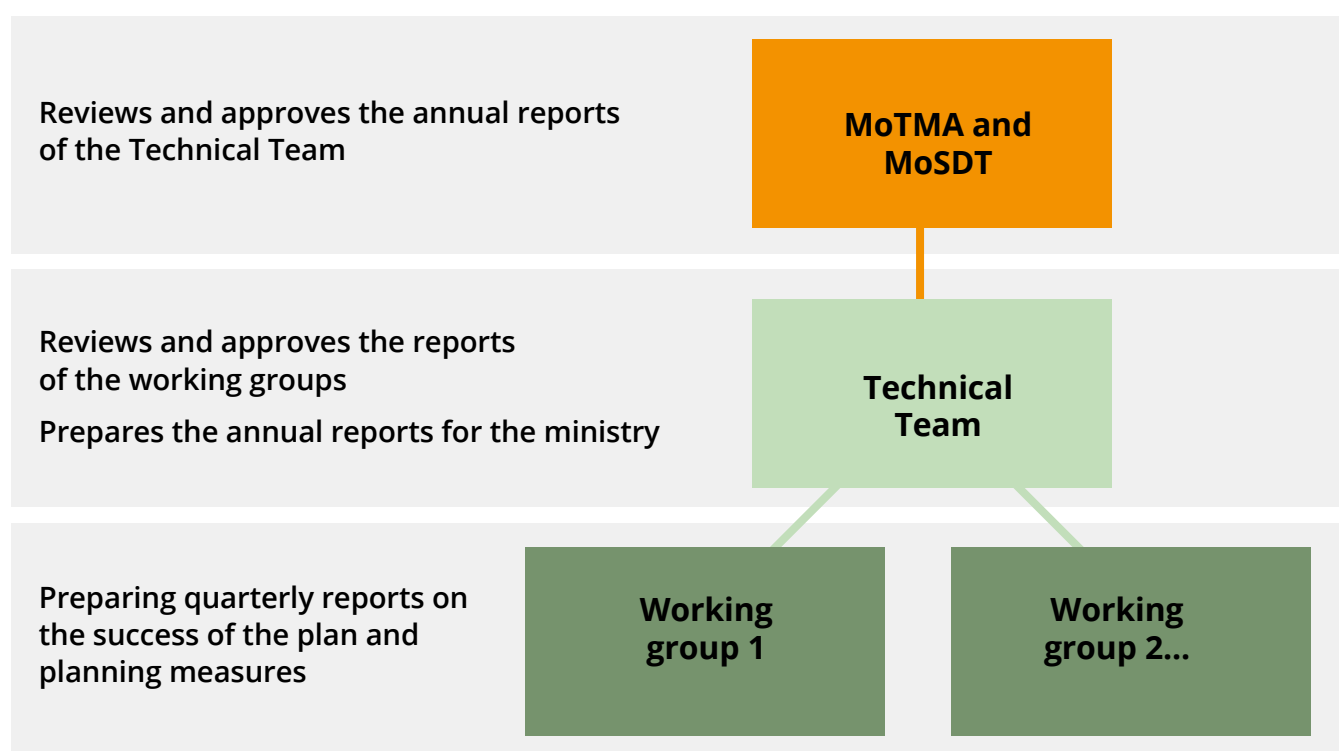 Reviews and approves the annual reports
of the Technical Team
MoTMA and
MoSDT
Reviews and approves the reports
of the working groups
Prepares the annual reports for the ministry
Technical
Team
Preparing quarterly reports on
the success of the plan and
planning measures
Working
group 1
Working
group 2...